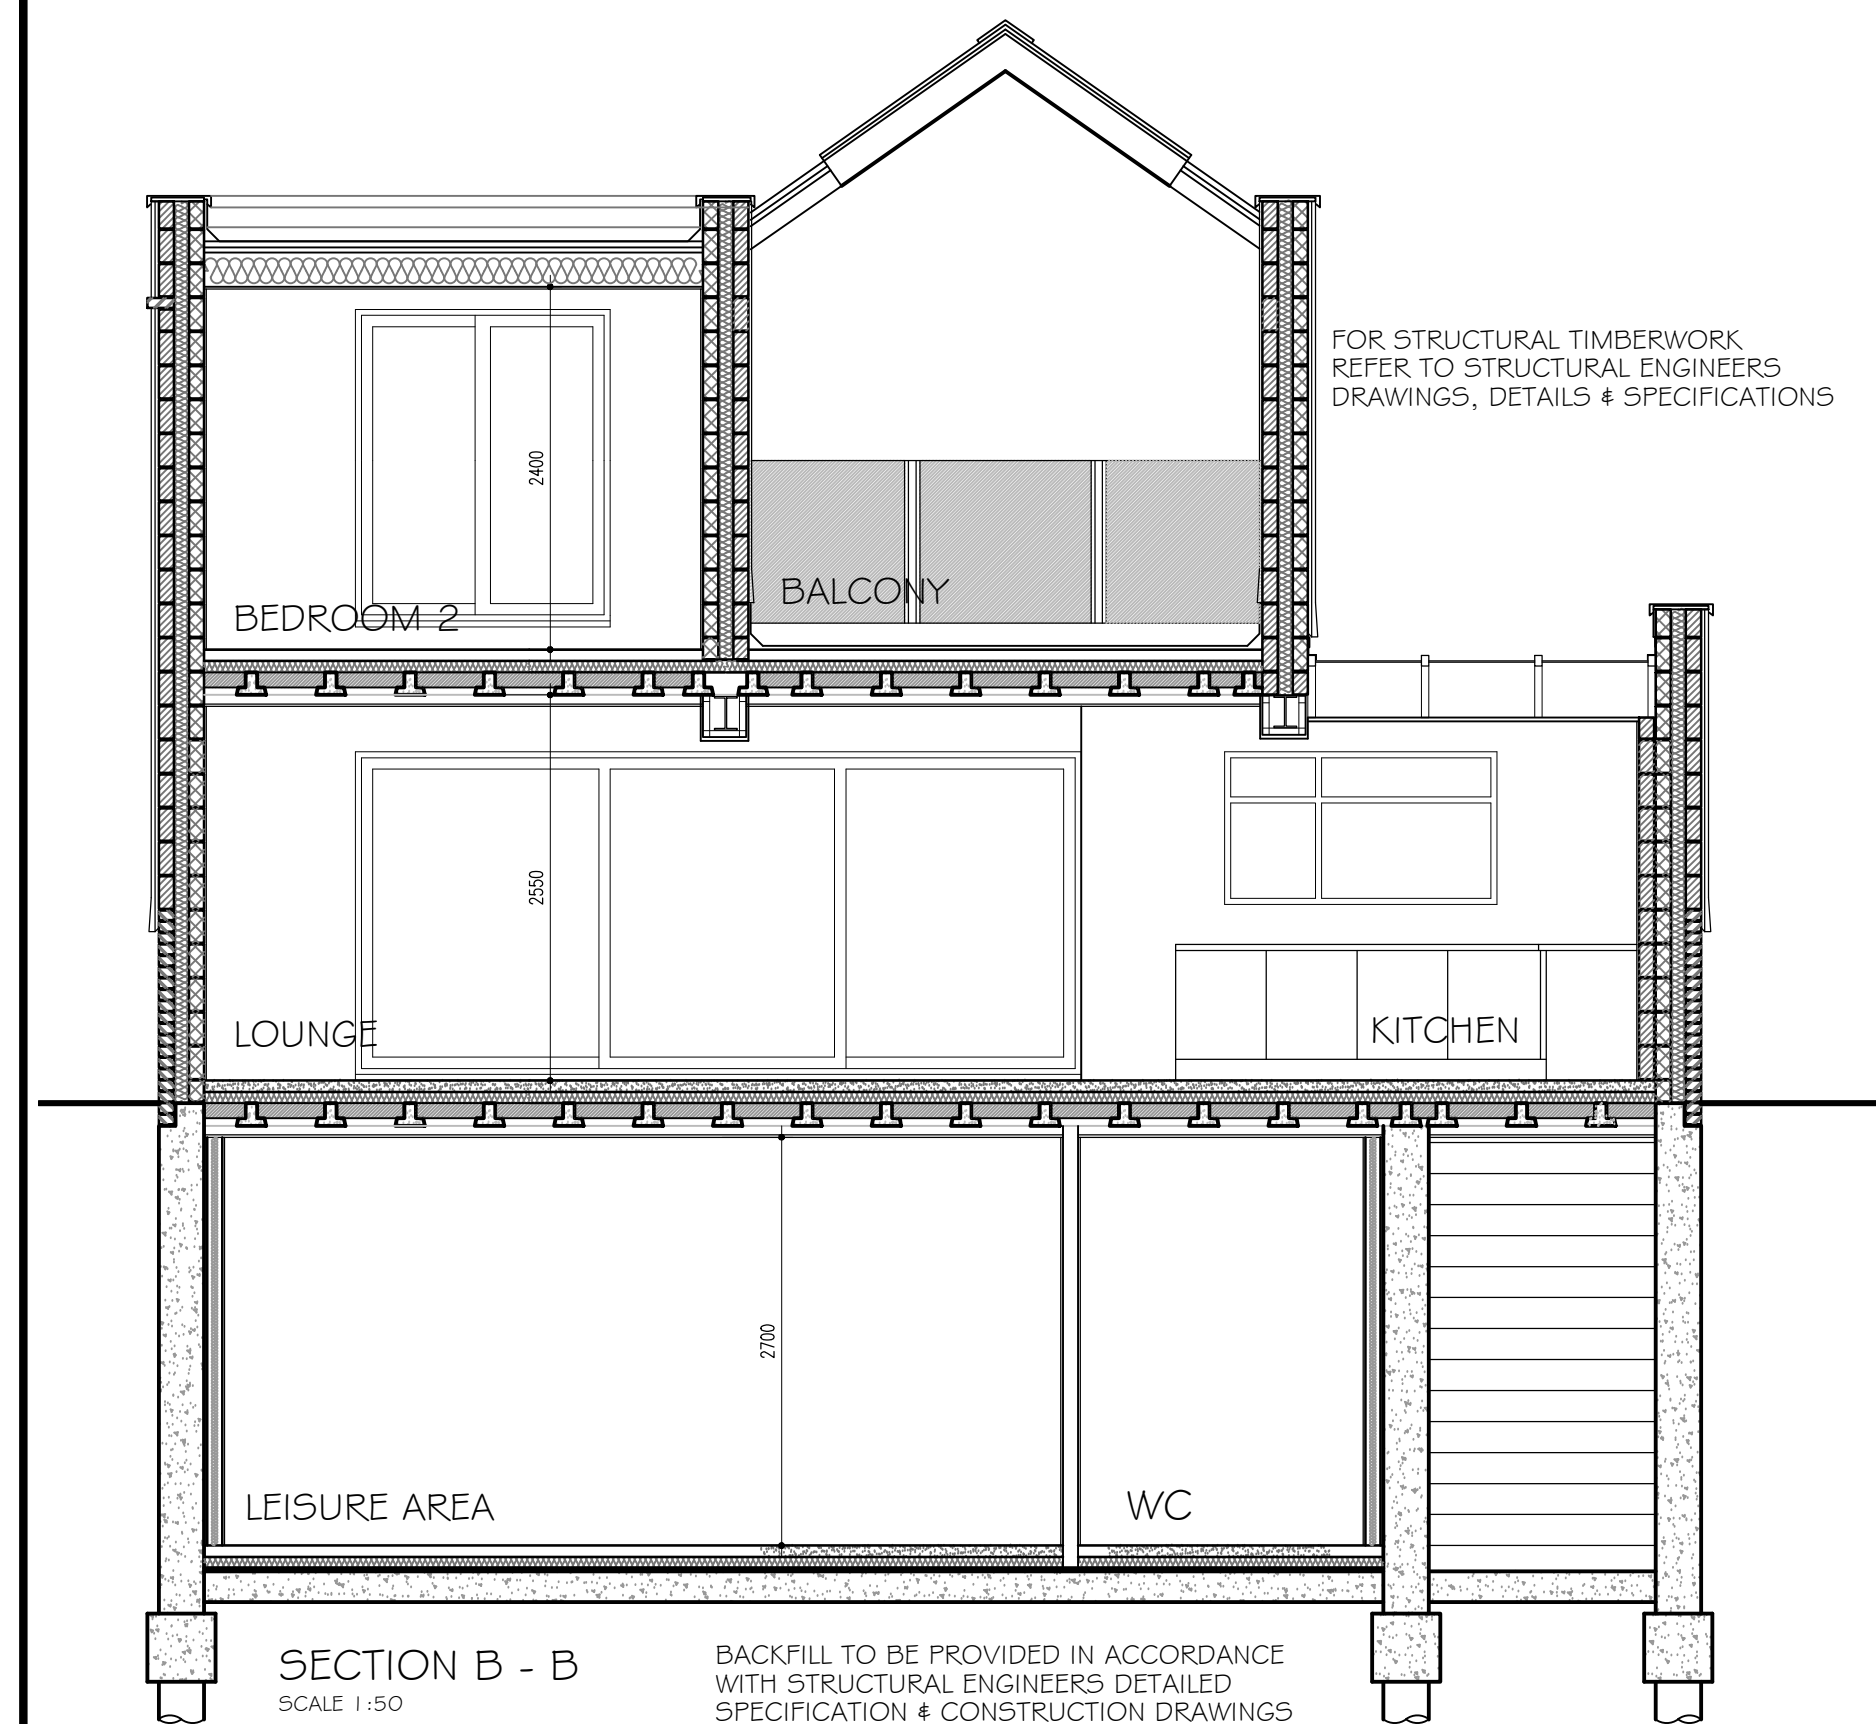 FOR STRUCTURAL TIMBERWORK
REFER TO STRUCTURAL ENGINEERS
DRAWINGS, DETAILS & SPECIFICATIONS
2400
BALCONY
BEDROOM 2
2550
LOUNGE
KITCHEN
2700
LEISURE AREA
WC
SECTION B - B
SCALE 1:50
BACKFILL TO BE PROVIDED IN ACCORDANCE
WITH STRUCTURAL ENGINEERS DETAILED
SPECIFICATION & CONSTRUCTION DRAWINGS